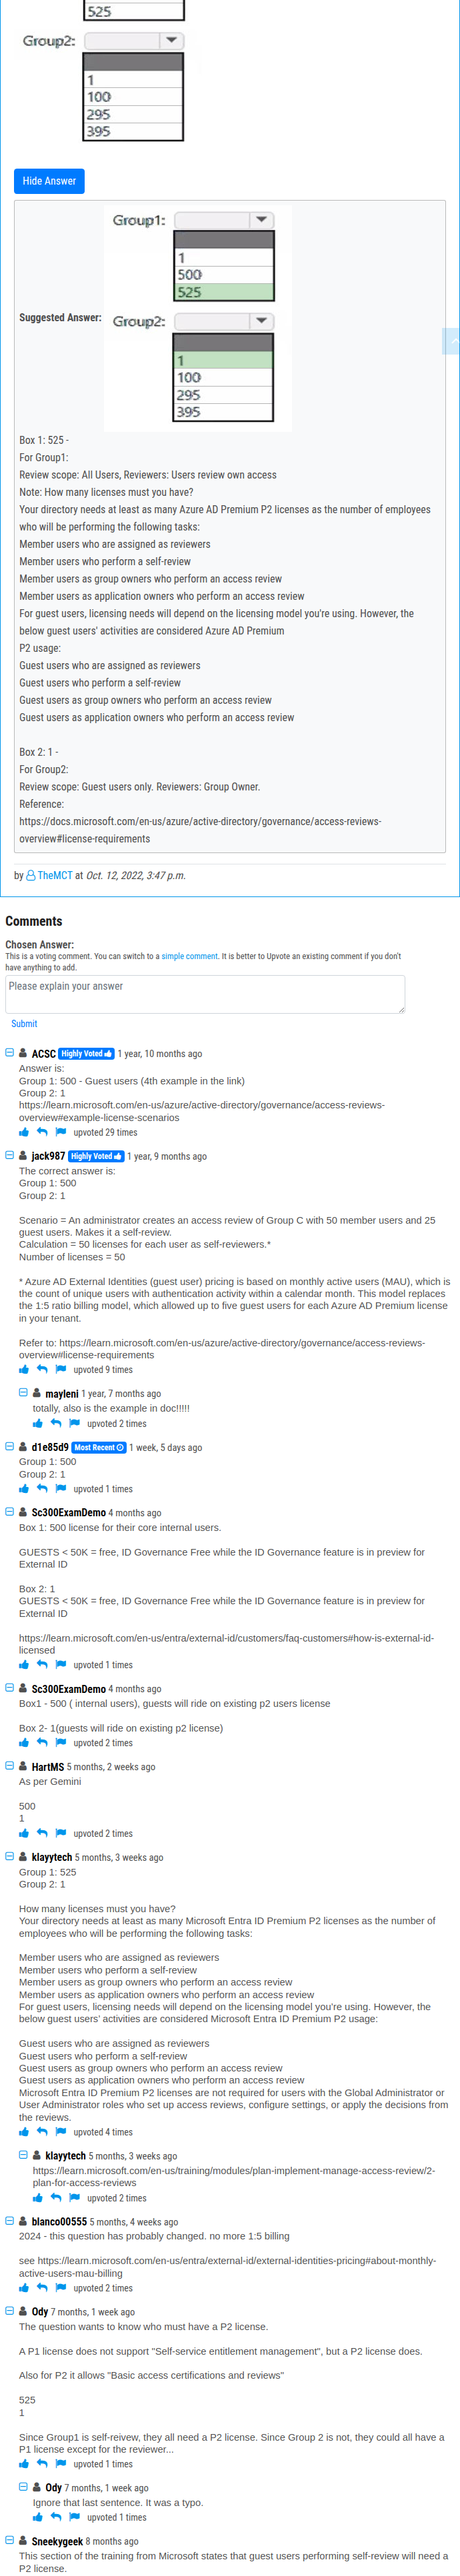 525
Group2:
1
100
295
395
Hide Answer
Suggested Answer:
Group1:
1
500
525
Group2:
1
100
295
395
Box 1: 525 -
For Group1:
Review scope: All Users, Reviewers: Users review own access
Note: How many licenses must you have?
Your directory needs at least as many Azure AD Premium P2 licenses as the number of employees
who will be performing the following tasks:
Member users who are assigned as reviewers
Member users who perform a self-review
Member users as group owners who perform an access review
Member users as application owners who perform an access review
For guest users, licensing needs will depend on the licensing model you're using. However, the
below guest users' activities are considered Azure AD Premium
P2 usage:
Guest users who are assigned as reviewers
Guest users who perform a self-review
Guest users as group owners who perform an access review
Guest users as application owners who perform an access review
Box 2: 1 -
For Group2:
Review scope: Guest users only. Reviewers: Group Owner.
Reference:
https://docs.microsoft.com/en-us/azure/active-directory/governance/access-reviews-
overview#license-requirements
by TheMCT at Oct. 12, 2022, 3:47 p.m.
Comments
Chosen Answer:
This is a voting comment. You can switch to a simple comment. It is better to Upvote an existing comment if you don't
have anything to add.
Please explain your answer
Submit
ACSC Highly Voted 1 year, 10 months ago
Answer is:
Group 1: 500 - Guest users (4th example in the link)
Group 2: 1
https://learn.microsoft.com/en-us/azure/active-directory/governance/access-reviews-
overview#example-license-scenarios
upvoted 29 times
jack987 Highly Voted 1 year, 9 months ago
The correct answer is:
Group 1: 500
Group 2: 1
Scenario = An administrator creates an access review of Group C with 50 member users and 25
guest users. Makes it a self-review.
Calculation = 50 licenses for each user as self-reviewers.*
Number of licenses = 50
* Azure AD External Identities (guest user) pricing is based on monthly active users (MAU), which is
the count of unique users with authentication activity within a calendar month. This model replaces
the 1:5 ratio billing model, which allowed up to five guest users for each Azure AD Premium license
in your tenant.
Refer to: https://learn.microsoft.com/en-us/azure/active-directory/governance/access-reviews-
overview#license-requirements
upvoted 9 times
mayleni 1 year, 7 months ago
totally, also is the example in doc!!!!!
upvoted 2 times
d1e85d9 Most Recent 1 week, 5 days ago
Group 1: 500
Group 2: 1
upvoted 1 times
Sc300ExamDemo 4 months ago
Box 1: 500 license for their core internal users.
GUESTS < 50K = free, ID Governance Free while the ID Governance feature is in preview for
External ID
Box 2: 1
GUESTS < 50K = free, ID Governance Free while the ID Governance feature is in preview for
External ID
https://learn.microsoft.com/en-us/entra/external-id/customers/faq-customers#how-is-external-id-
licensed
upvoted 1 times
Sc300ExamDemo 4 months ago
Box1 - 500 ( internal users), guests will ride on existing p2 users license
Box 2- 1(guests will ride on existing p2 license)
upvoted 2 times
HartMS 5 months, 2 weeks ago
As per Gemini
500
1
upvoted 2 times
klayytech 5 months, 3 weeks ago
Group 1: 525
Group 2: 1
How many licenses must you have?
Your directory needs at least as many Microsoft Entra ID Premium P2 licenses as the number of
employees who will be performing the following tasks:
Member users who are assigned as reviewers
Member users who perform a self-review
Member users as group owners who perform an access review
Member users as application owners who perform an access review
For guest users, licensing needs will depend on the licensing model you're using. However, the
below guest users' activities are considered Microsoft Entra ID Premium P2 usage:
Guest users who are assigned as reviewers
Guest users who perform a self-review
Guest users as group owners who perform an access review
Guest users as application owners who perform an access review
Microsoft Entra ID Premium P2 licenses are not required for users with the Global Administrator or
User Administrator roles who set up access reviews, configure settings, or apply the decisions from
the reviews.
upvoted 4 times
klayytech 5 months, 3 weeks ago
https://learn.microsoft.com/en-us/training/modules/plan-implement-manage-access-review/2-
plan-for-access-reviews
upvoted 2 times
blanco00555 5 months, 4 weeks ago
2024 - this question has probably changed. no more 1:5 billing
see https://learn.microsoft.com/en-us/entra/external-id/external-identities-pricing#about-monthly-
active-users-mau-billing
upvoted 2 times
Ody 7 months, 1 week ago
The question wants to know who must have a P2 license.
A P1 license does not support "Self-service entitlement management", but a P2 license does.
Also for P2 it allows "Basic access certifications and reviews"
525
1
Since Group1 is self-reivew, they all need a P2 license. Since Group 2 is not, they could all have a
P1 license except for the reviewer...
upvoted 1 times
Ody 7 months, 1 week ago
Ignore that last sentence. It was a typo.
upvoted 1 times
Sneekygeek 8 months ago
This section of the training from Microsoft states that guest users performing self-review will need a
P2 license.